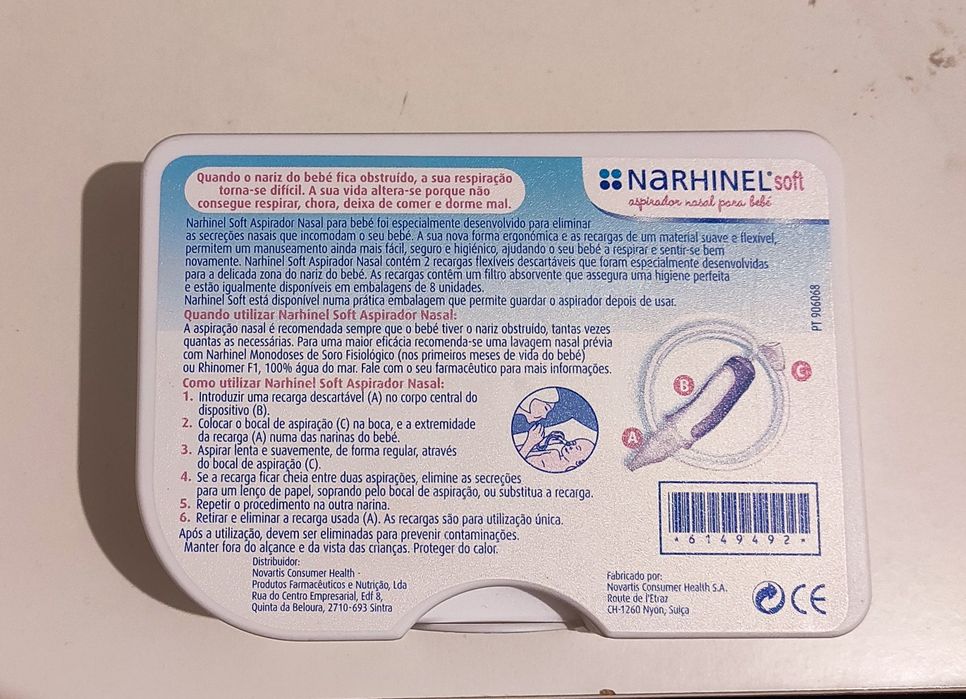 Quando o nariz do bebé fica obstruído, a sua respiração
torna-se difícil. A sua vida altera-se porque não
consegue respirar, chora, deixa de comer e dorme mal.
NaRHINEL® soft
aspirador nasal para bebé
Narhinel Soft Aspirador Nasal para bebé foi especialmente desenvolvido para eliminar
as secreções nasais que incomodam o seu bebé. A sua nova forma ergonómica e as recargas de um material suave e flexível,
permitem um manuseamento ainda mais fácil, seguro e higiénico, ajudando o seu bebé a respirar e sentir-se bem
novamente. Narhinel Soft Aspirador Nasal contém 2 recargas flexíveis descartáveis que foram especialmente desenvolvidas
para a delicada zona do nariz do bebé. As recargas contêm um filtro absorvente que assegura uma higiene perfeita
e estão igualmente disponíveis em embalagens de 8 unidades.
Narhinel Soft está disponível numa prática embalagem que permite guardar o aspirador depois de usar.
Quando utilizar Narhinel Soft Aspirador Nasal:
A aspiração nasal é recomendada sempre que o bebé tiver o nariz obstruído, tantas vezes
quantas as necessárias. Para uma maior eficácia recomenda-se uma lavagem nasal prévia
com Narhinel Monodoses de Soro Fisiológico (nos primeiros meses de vida do bebé)
ou Rhinomer F1, 100% água do mar. Fale com o seu farmacêutico para mais informações.
Como utilizar Narhinel Soft Aspirador Nasal:
1. Introduzir uma recarga descartável (A) no corpo central do
dispositivo (B).
2. Colocar o bocal de aspiração (C) na boca, e a extremidade
da recarga (A) numa das narinas do bebé.
3. Aspirar lenta e suavemente, de forma regular, através
do bocal de aspiração (C).
4. Se a recarga ficar cheia entre duas aspirações, elimine as secreções
para um lenço de papel, soprando pelo bocal de aspiração, ou substitua a recarga.
5. Repetir o procedimento na outra narina.
6. Retirar e eliminar a recarga usada (A). As recargas são para utilização única.
Após a utilização, devem ser eliminadas para prevenir contaminações.
Manter fora do alcance e da vista das crianças. Proteger do calor.
PT 906068
A
B
C
*6149492*
Distribuidor:
Novartis Consumer Health -
Produtos Farmacêuticos e Nutrição, Lda
Rua do Centro Empresarial, Edf 8,
Quinta da Beloura, 2710-693 Sintra
Fabricado por:
Novartis Consumer Health S.A.
Route de l'Etraz
CH-1260 Nyon, Suiça
CE